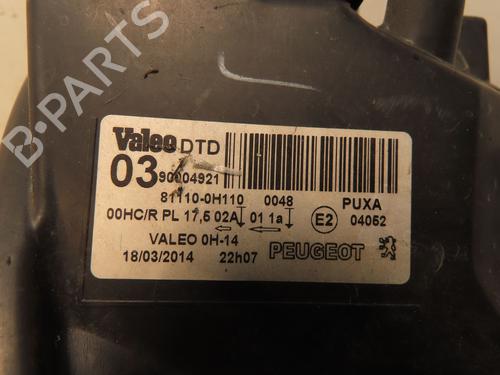 Valeo DTD
03 90004921
81110-0H110 0048 PUXA
00HC/R PL 17,5 02A 01 1a E2 04052
VALEO 0H-14
18/03/2014 22h07 PEUGEOT
B-PARTS